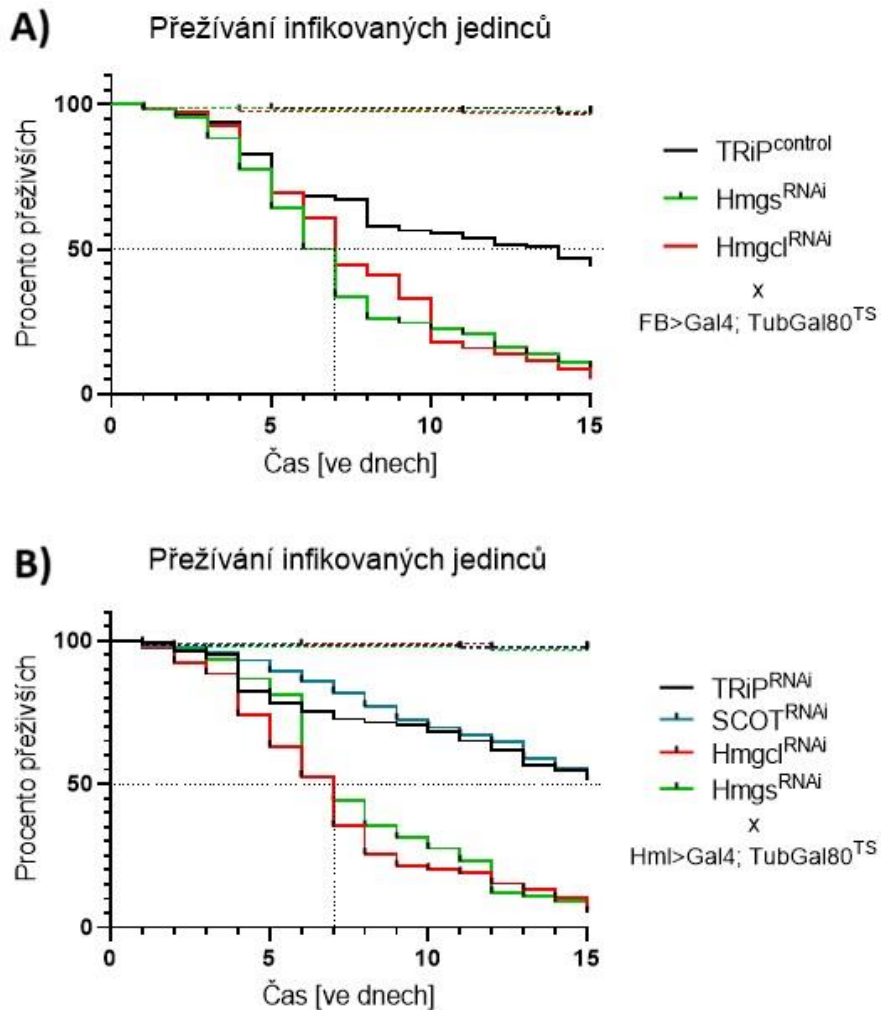 A)
Přežívání infikovaných jedinců
Procento přeživších
100
50
0
0 5 10 15
Čas [ve dnech]
TRiP^control
Hmgs^RNAi
Hmgcl^RNAi
x
FB>Gal4; TubGal80^TS
B)
Přežívání infikovaných jedinců
Procento přeživších
100
50
0
0 5 10 15
Čas [ve dnech]
TRiP^RNAi
SCOT^RNAi
Hmgcl^RNAi
Hmgs^RNAi
x
Hml>Gal4; TubGal80^TS